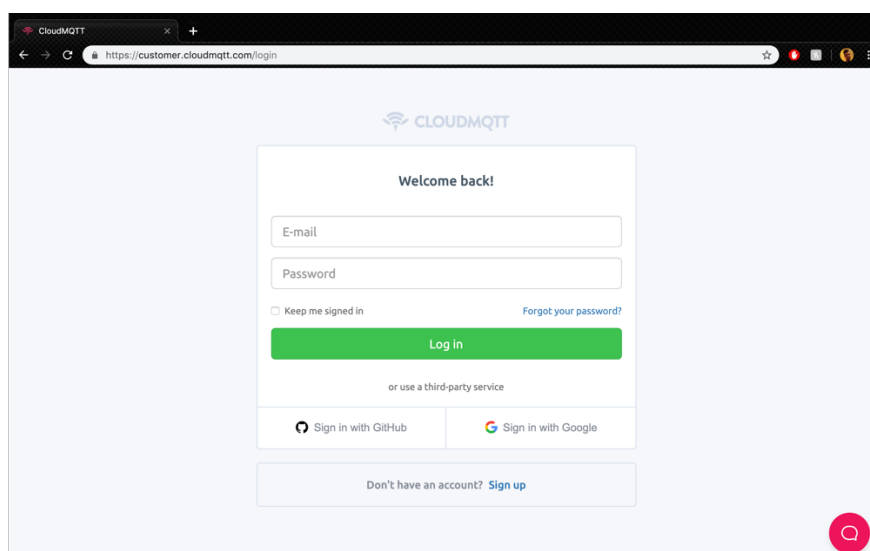 CloudMQTT
https://customer.cloudmqtt.com/login
CLOUDMQTT
Welcome back!
E-mail
Password
Keep me signed in Forgot your password?
Log in
or use a third-party service
Sign in with GitHub Sign in with Google
Don't have an account? Sign up